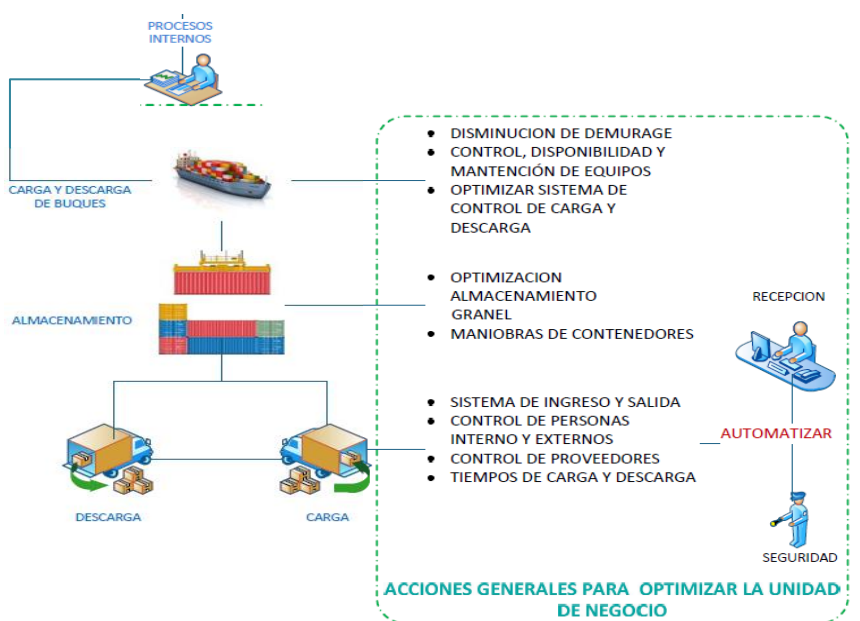 PROCESOS
INTERNOS
CARGA Y DESCARGA
DE BUQUES
• DISMINUCION DE DEMURAGE
• CONTROL, DISPONIBILIDAD Y
MANTENCIÓN DE EQUIPOS
• OPTIMIZAR SISTEMA DE
CONTROL DE CARGA Y
DESCARGA
ALMACENAMIENTO
• OPTIMIZACION
ALMACENAMIENTO
GRANEL
• MANIOBRAS DE CONTENEDORES
RECEPCION
DESCARGA
CARGA
• SISTEMA DE INGRESO Y SALIDA
• CONTROL DE PERSONAS
INTERNO Y EXTERNOS
• CONTROL DE PROVEEDORES
• TIEMPOS DE CARGA Y DESCARGA
AUTOMATIZAR
SEGURIDAD
ACCIONES GENERALES PARA OPTIMIZAR LA UNIDAD
DE NEGOCIO